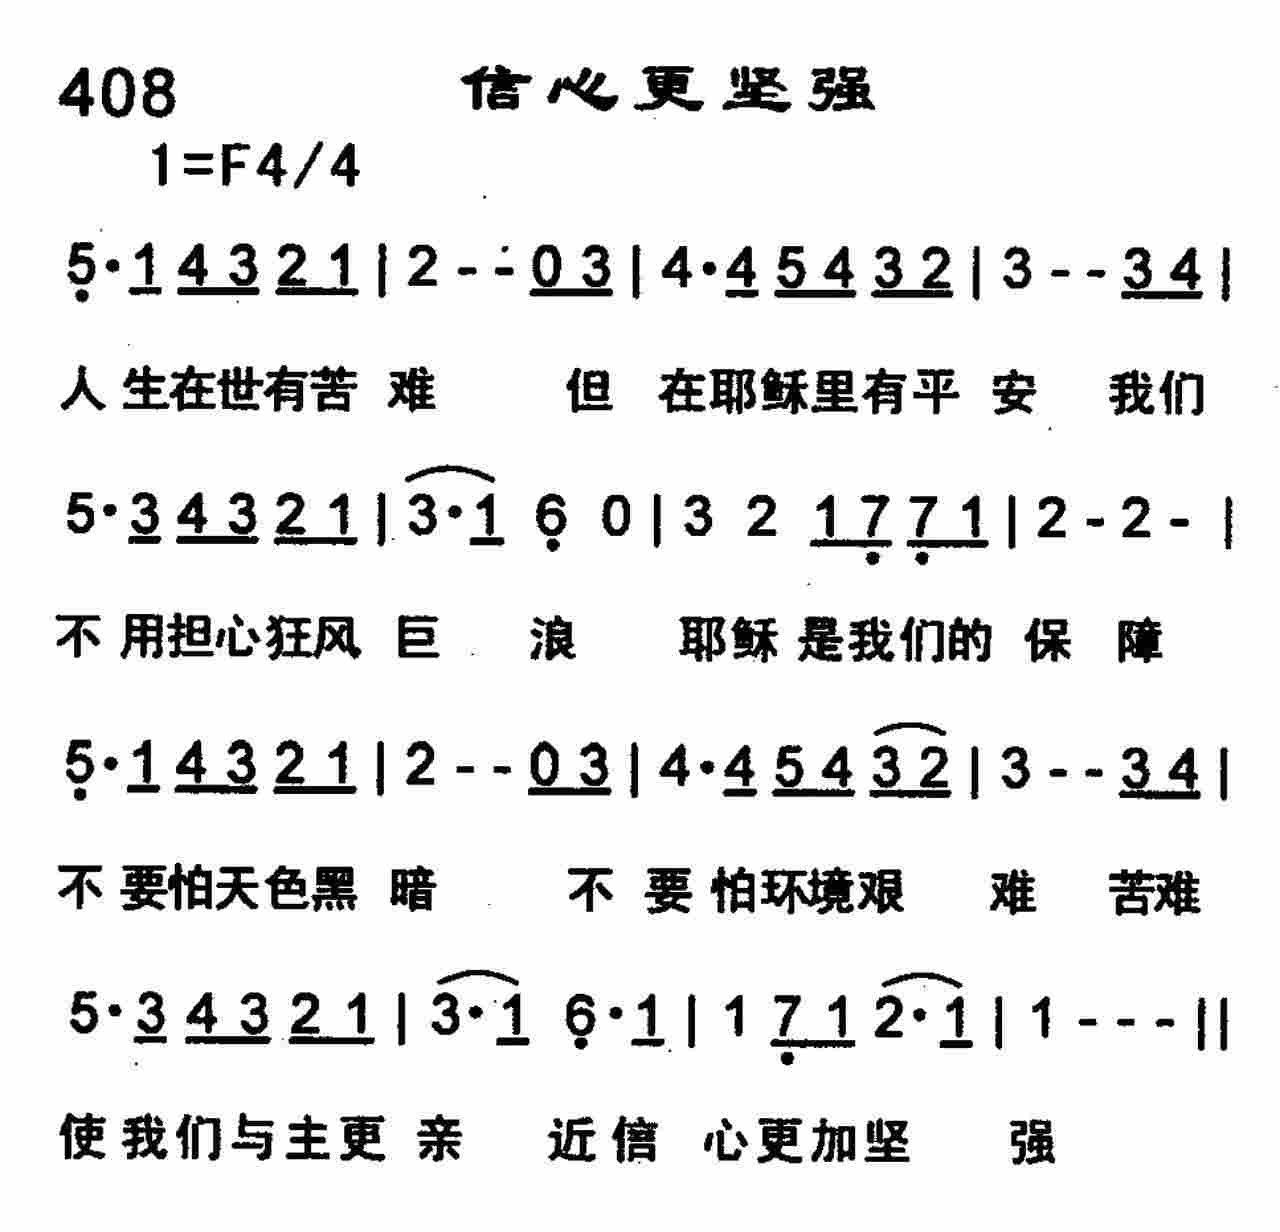 408 信心更坚强
1=F4/4
5·1 4 3 2 1 | 2 - - 0 3 | 4·4 5 4 3 2 | 3 - - 3 4 |
人生在世有苦难 但在耶稣里有平安 我们
5·3 4 3 2 1 | 3·1 6 0 | 3 2 1 7 7 1 | 2 - 2 - |
不用担心狂风巨浪 耶稣是我们的保障
5·1 4 3 2 1 | 2 - - 0 3 | 4·4 5 4 3 2 | 3 - - 3 4 |
不要怕天色黑暗 不要怕环境艰难 苦难
5·3 4 3 2 1 | 3·1 6·1 | 1 7 1 2·1 | 1 - - - ||
使我们与主更亲近信心更加坚强